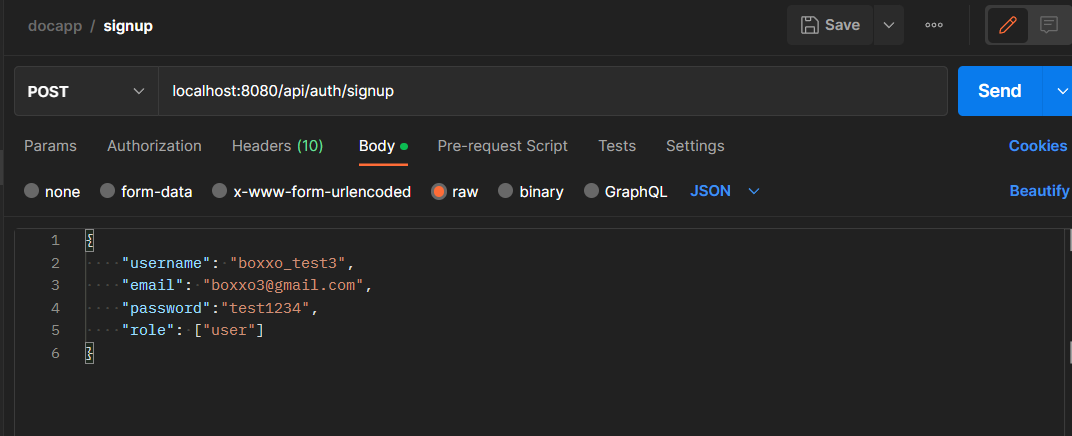 docapp / signup
Save
POST
localhost:8080/api/auth/signup
Send
Params Authorization Headers (10) Body Pre-request Script Tests Settings Cookies
none form-data x-www-form-urlencoded raw binary GraphQL JSON Beautify
1 {
2 "username": "boxxo_test3",
3 "email": "boxxo3@gmail.com",
4 "password":"test1234",
5 "role": ["user"]
6 }